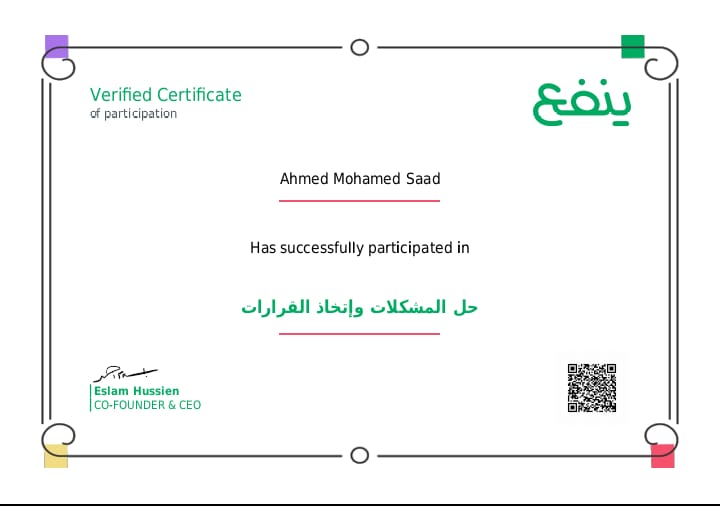 Verified Certificate
of participation
ينفع
Ahmed Mohamed Saad
Has successfully participated in
حل المشكلات وإتخاذ القرارات
Eslam Hussien
CO-FOUNDER & CEO